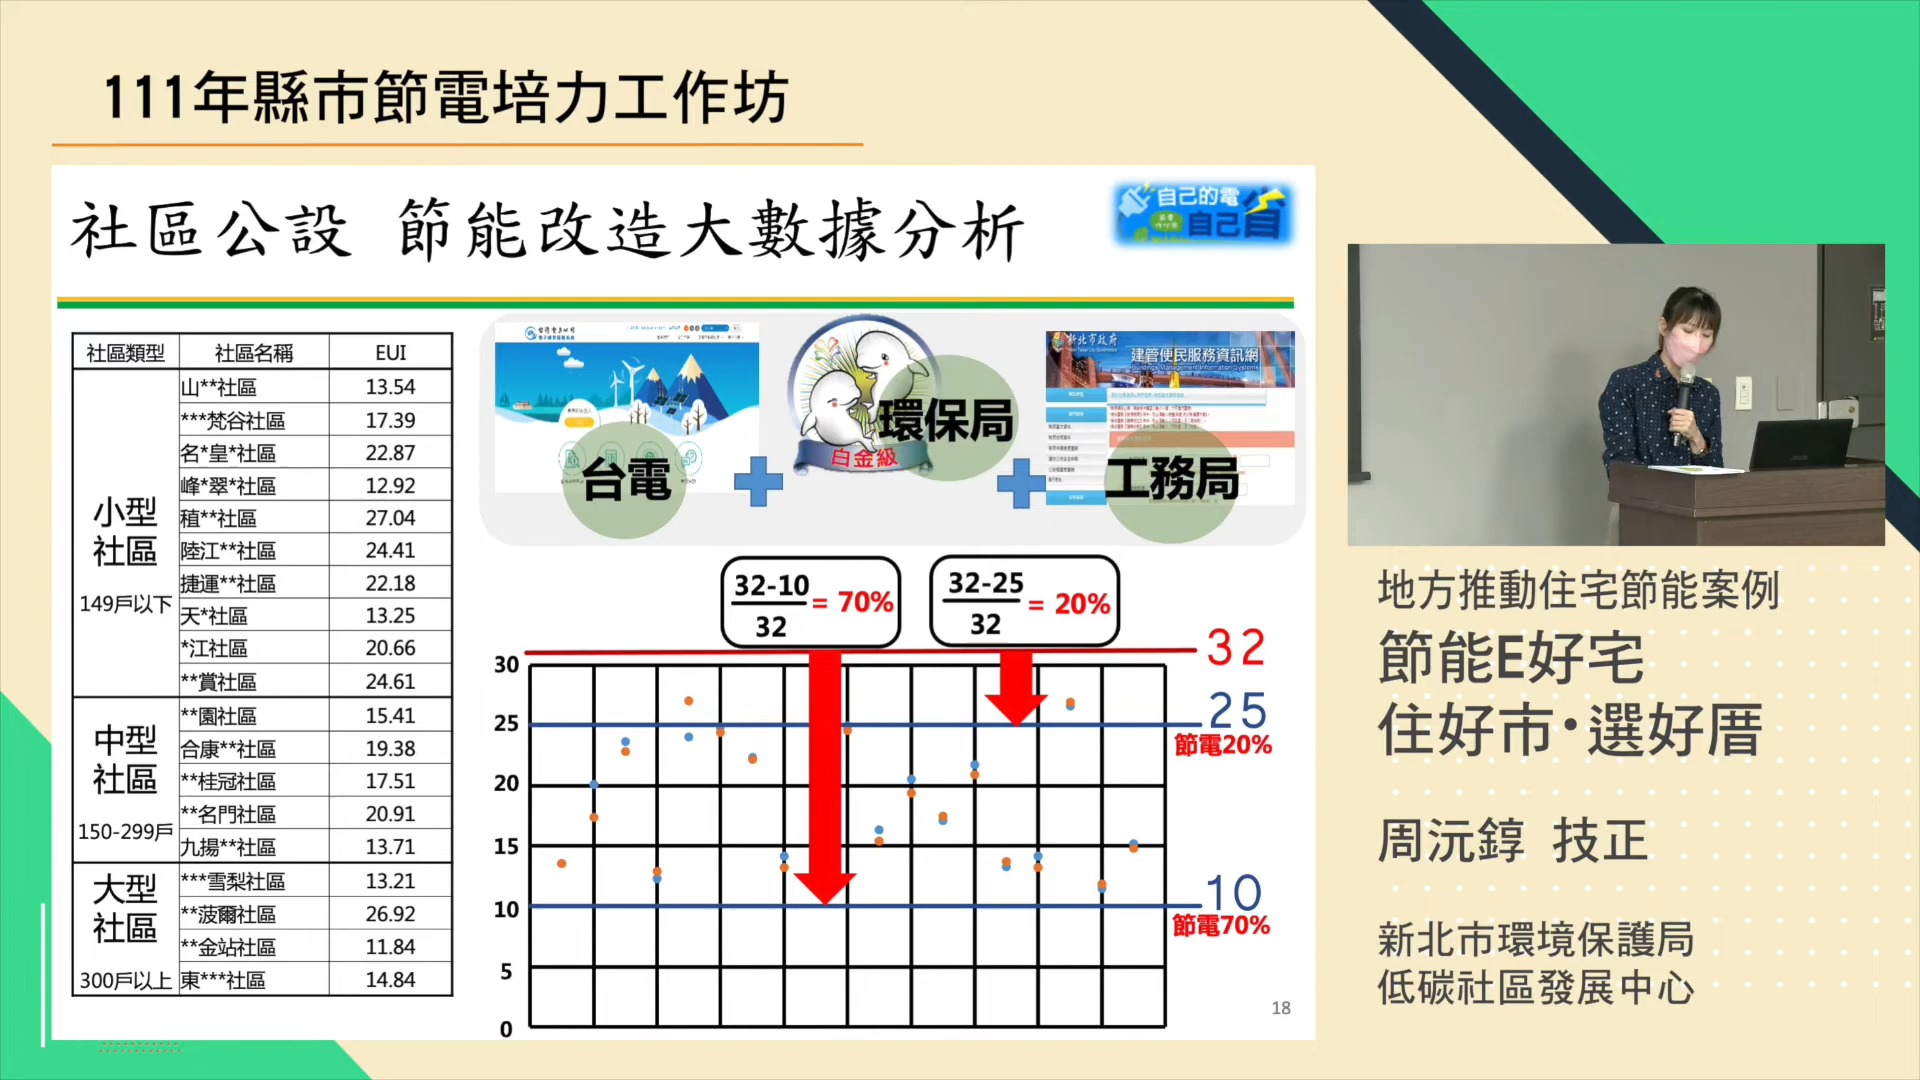 111年縣市節電培力工作坊
社區公設 節能改造大數據分析
自己的電
自己省
社區類型 社區名稱 EUI
小型社區
149戶以下
山**社區 13.54
***梵谷社區 17.39
名*皇*社區 22.87
峰*翠*社區 12.92
稙**社區 27.04
陸江**社區 24.41
捷運**社區 22.18
天*社區 13.25
*江社區 20.66
**賞社區 24.61
中型社區
150-299戶
**園社區 15.41
合康**社區 19.38
**桂冠社區 17.51
**名門社區 20.91
九揚**社區 13.71
大型社區
300戶以上
***雪梨社區 13.21
**菠爾社區 26.92
**金站社區 11.84
東***社區 14.84
台電
環保局
白金級
新北市政府
建管便民服務資訊網
Buildings Management Information Systems
工務局
32-10
32
= 70%
32-25
32
= 20%
32
30
25
25
節電20%
20
15
10
10
節電70%
5
0
18
地方推動住宅節能案例
節能E好宅
住好市·選好厝
周沅錞 技正
新北市環境保護局
低碳社區發展中心